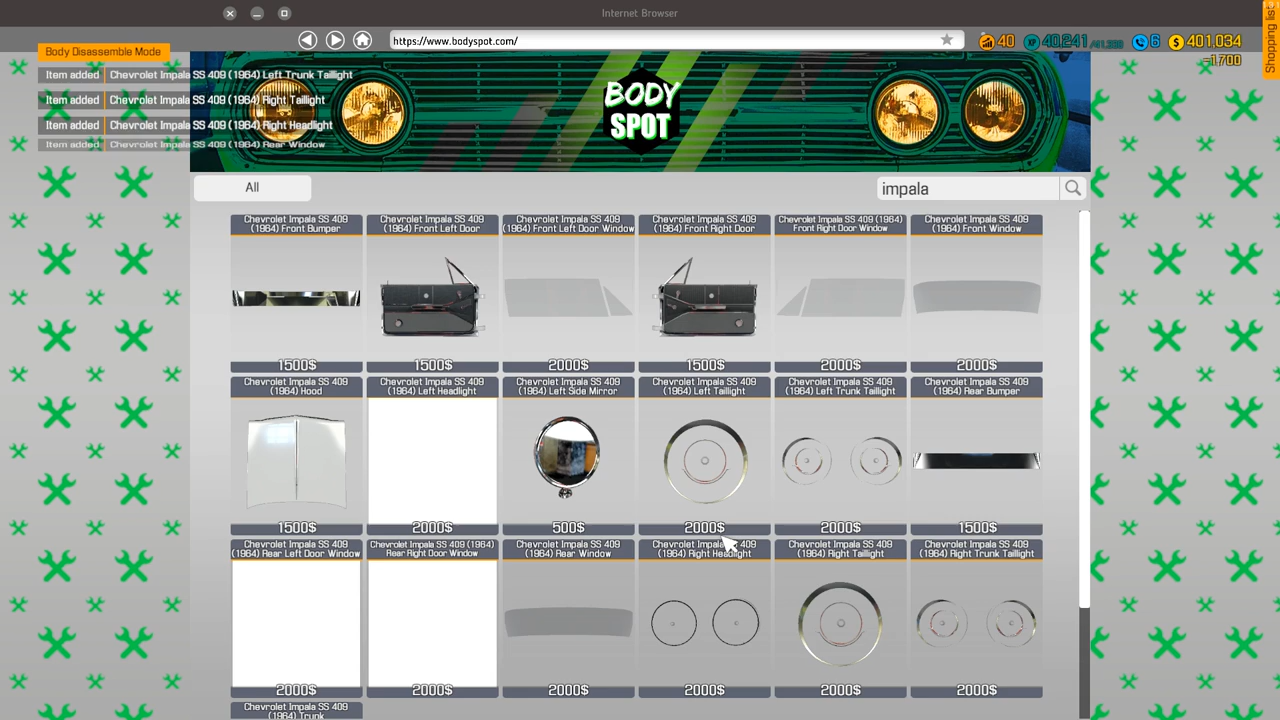 Internet Browser
https://www.bodyspot.com/
40
XP 40,241
6
$ 401,034
-1,700
Shopping list
Body Disassemble Mode
Item added Chevrolet Impala SS 409 (1964) Left Trunk Taillight
Item added Chevrolet Impala SS 409 (1964) Right Taillight
Item added Chevrolet Impala SS 409 (1964) Right Headlight
Item added Chevrolet Impala SS 409 (1964) Rear Window
BODY
SPOT
All
impala
Chevrolet Impala SS 409
(1964) Front Bumper
1500$
Chevrolet Impala SS 409
(1964) Front Left Door
1500$
Chevrolet Impala SS 409
(1964) Front Left Door Window
2000$
Chevrolet Impala SS 409
(1964) Front Right Door
1500$
Chevrolet Impala SS 409 (1964)
Front Right Door Window
2000$
Chevrolet Impala SS 409
(1964) Front Window
2000$
Chevrolet Impala SS 409
(1964) Hood
1500$
Chevrolet Impala SS 409
(1964) Left Headlight
2000$
Chevrolet Impala SS 409
(1964) Left Side Mirror
500$
Chevrolet Impala SS 409
(1964) Left Taillight
2000$
Chevrolet Impala SS 409
(1964) Left Trunk Taillight
2000$
Chevrolet Impala SS 409
(1964) Rear Bumper
1500$
Chevrolet Impala SS 409
(1964) Rear Left Door Window
2000$
Chevrolet Impala SS 409 (1964)
Rear Right Door Window
2000$
Chevrolet Impala SS 409
(1964) Rear Window
2000$
Chevrolet Impala 409
(1964) Right Headlight
2000$
Chevrolet Impala SS 409
(1964) Right Taillight
2000$
Chevrolet Impala SS 409
(1964) Right Trunk Taillight
2000$
Chevrolet Impala SS 409
(1964) Trunk